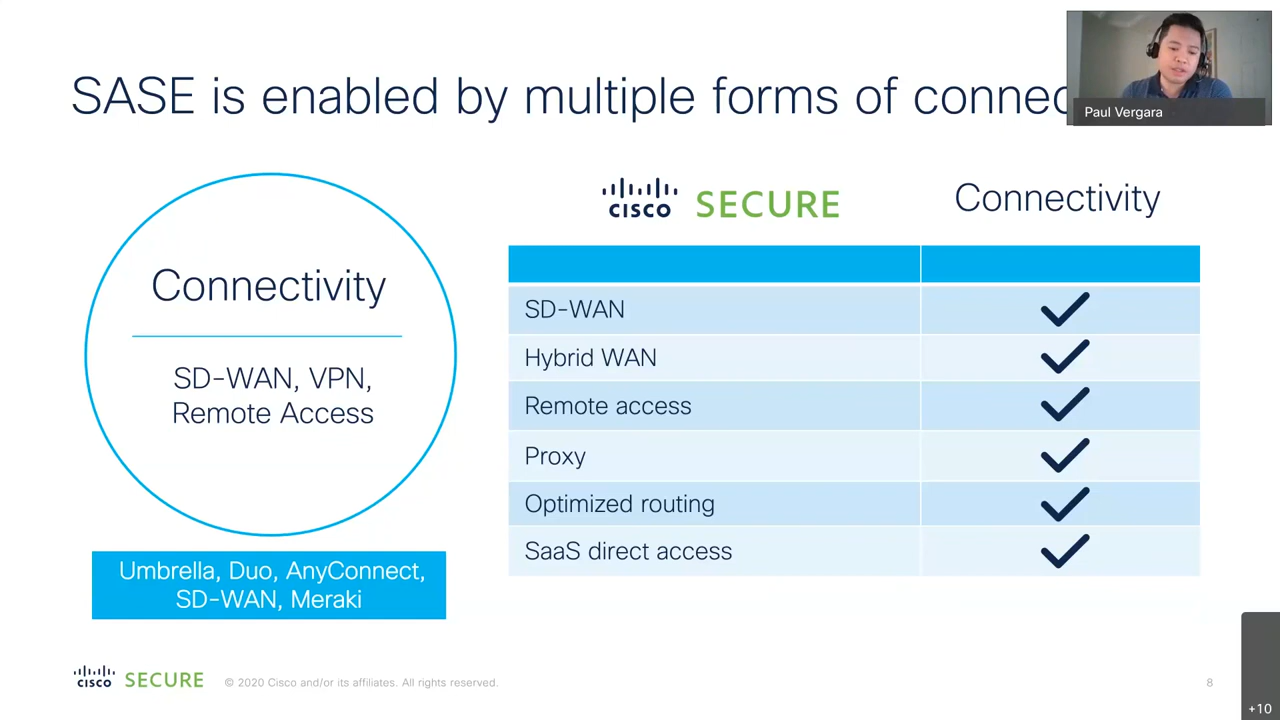 SASE is enabled by multiple forms of connec
Paul Vergara
Connectivity
SD-WAN, VPN,
Remote Access
Umbrella, Duo, AnyConnect,
SD-WAN, Meraki
CISCO SECURE
Connectivity
SD-WAN
Hybrid WAN
Remote access
Proxy
Optimized routing
SaaS direct access
CISCO SECURE
© 2020 Cisco and/or its affiliates. All rights reserved.
8
+10